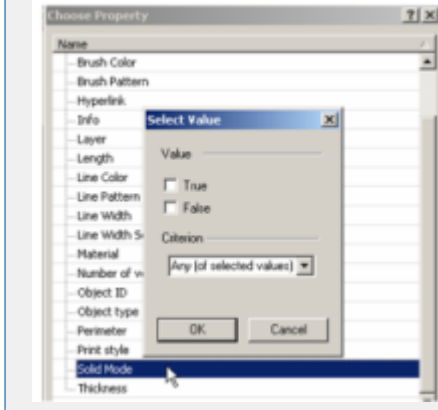 Choose Property
Name
Brush Color
Brush Pattern
Hyperlink
Info
Layer
Length
Line Color
Line Pattern
Line Width
Line Width
Material
Number of
Object ID
Object type
Perimeter
Print style
Solid Mode
Thickness
Select Value
Value
True
False
Criterion
Any (of selected values)
OK
Cancel